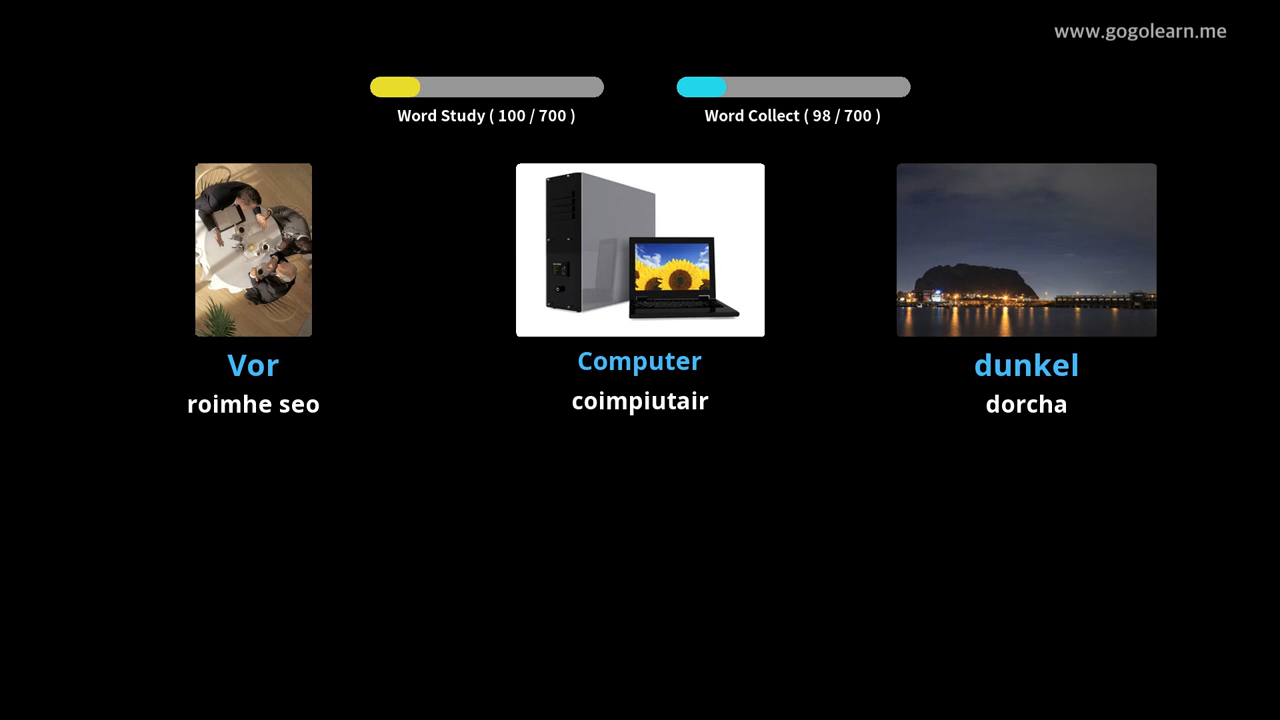 www.gogolearn.me
Word Study ( 100 / 700 )
Word Collect ( 98 / 700 )
Vor
roimhe seo
Computer
coimpiutair
dunkel
dorcha